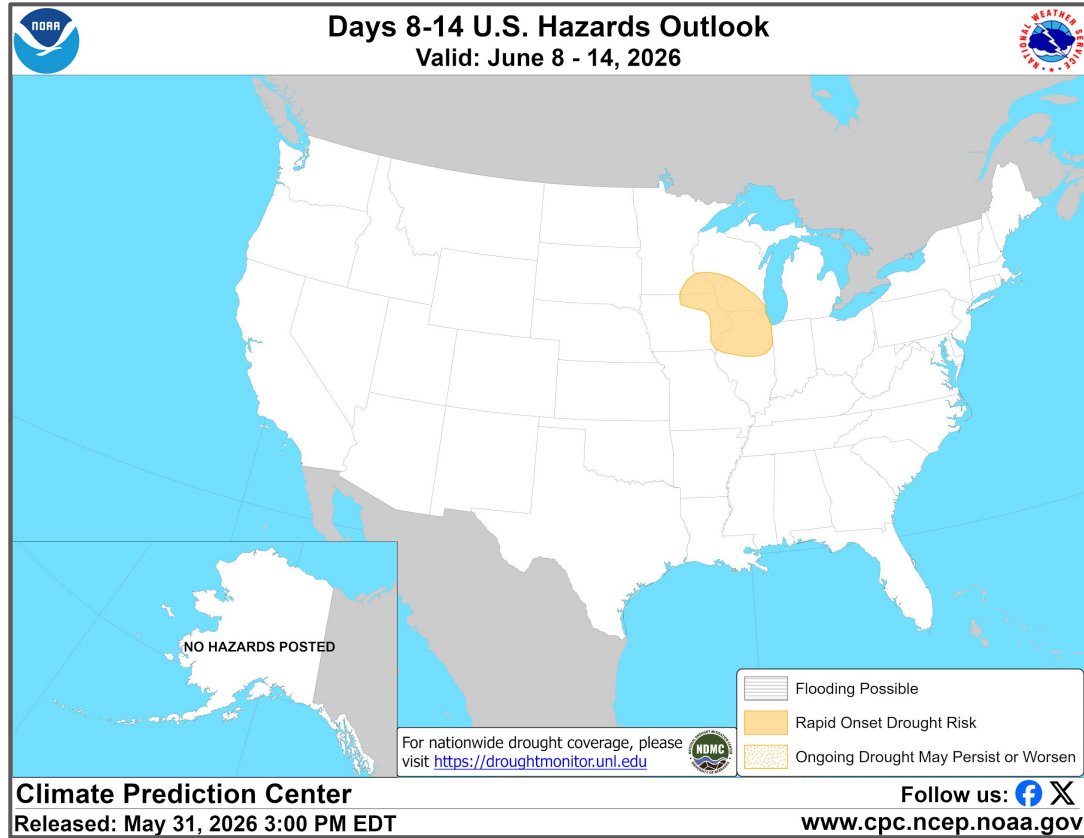 NOAA
Days 8-14 U.S. Hazards Outlook
Valid: June 8 - 14, 2026
NATIONAL WEATHER SERVICE
NO HAZARDS POSTED
For nationwide drought coverage, please
visit https://droughtmonitor.unl.edu
NDMC
Flooding Possible
Rapid Onset Drought Risk
Ongoing Drought May Persist or Worsen
Climate Prediction Center
Released: May 31, 2026 3:00 PM EDT
Follow us:
www.cpc.ncep.noaa.gov